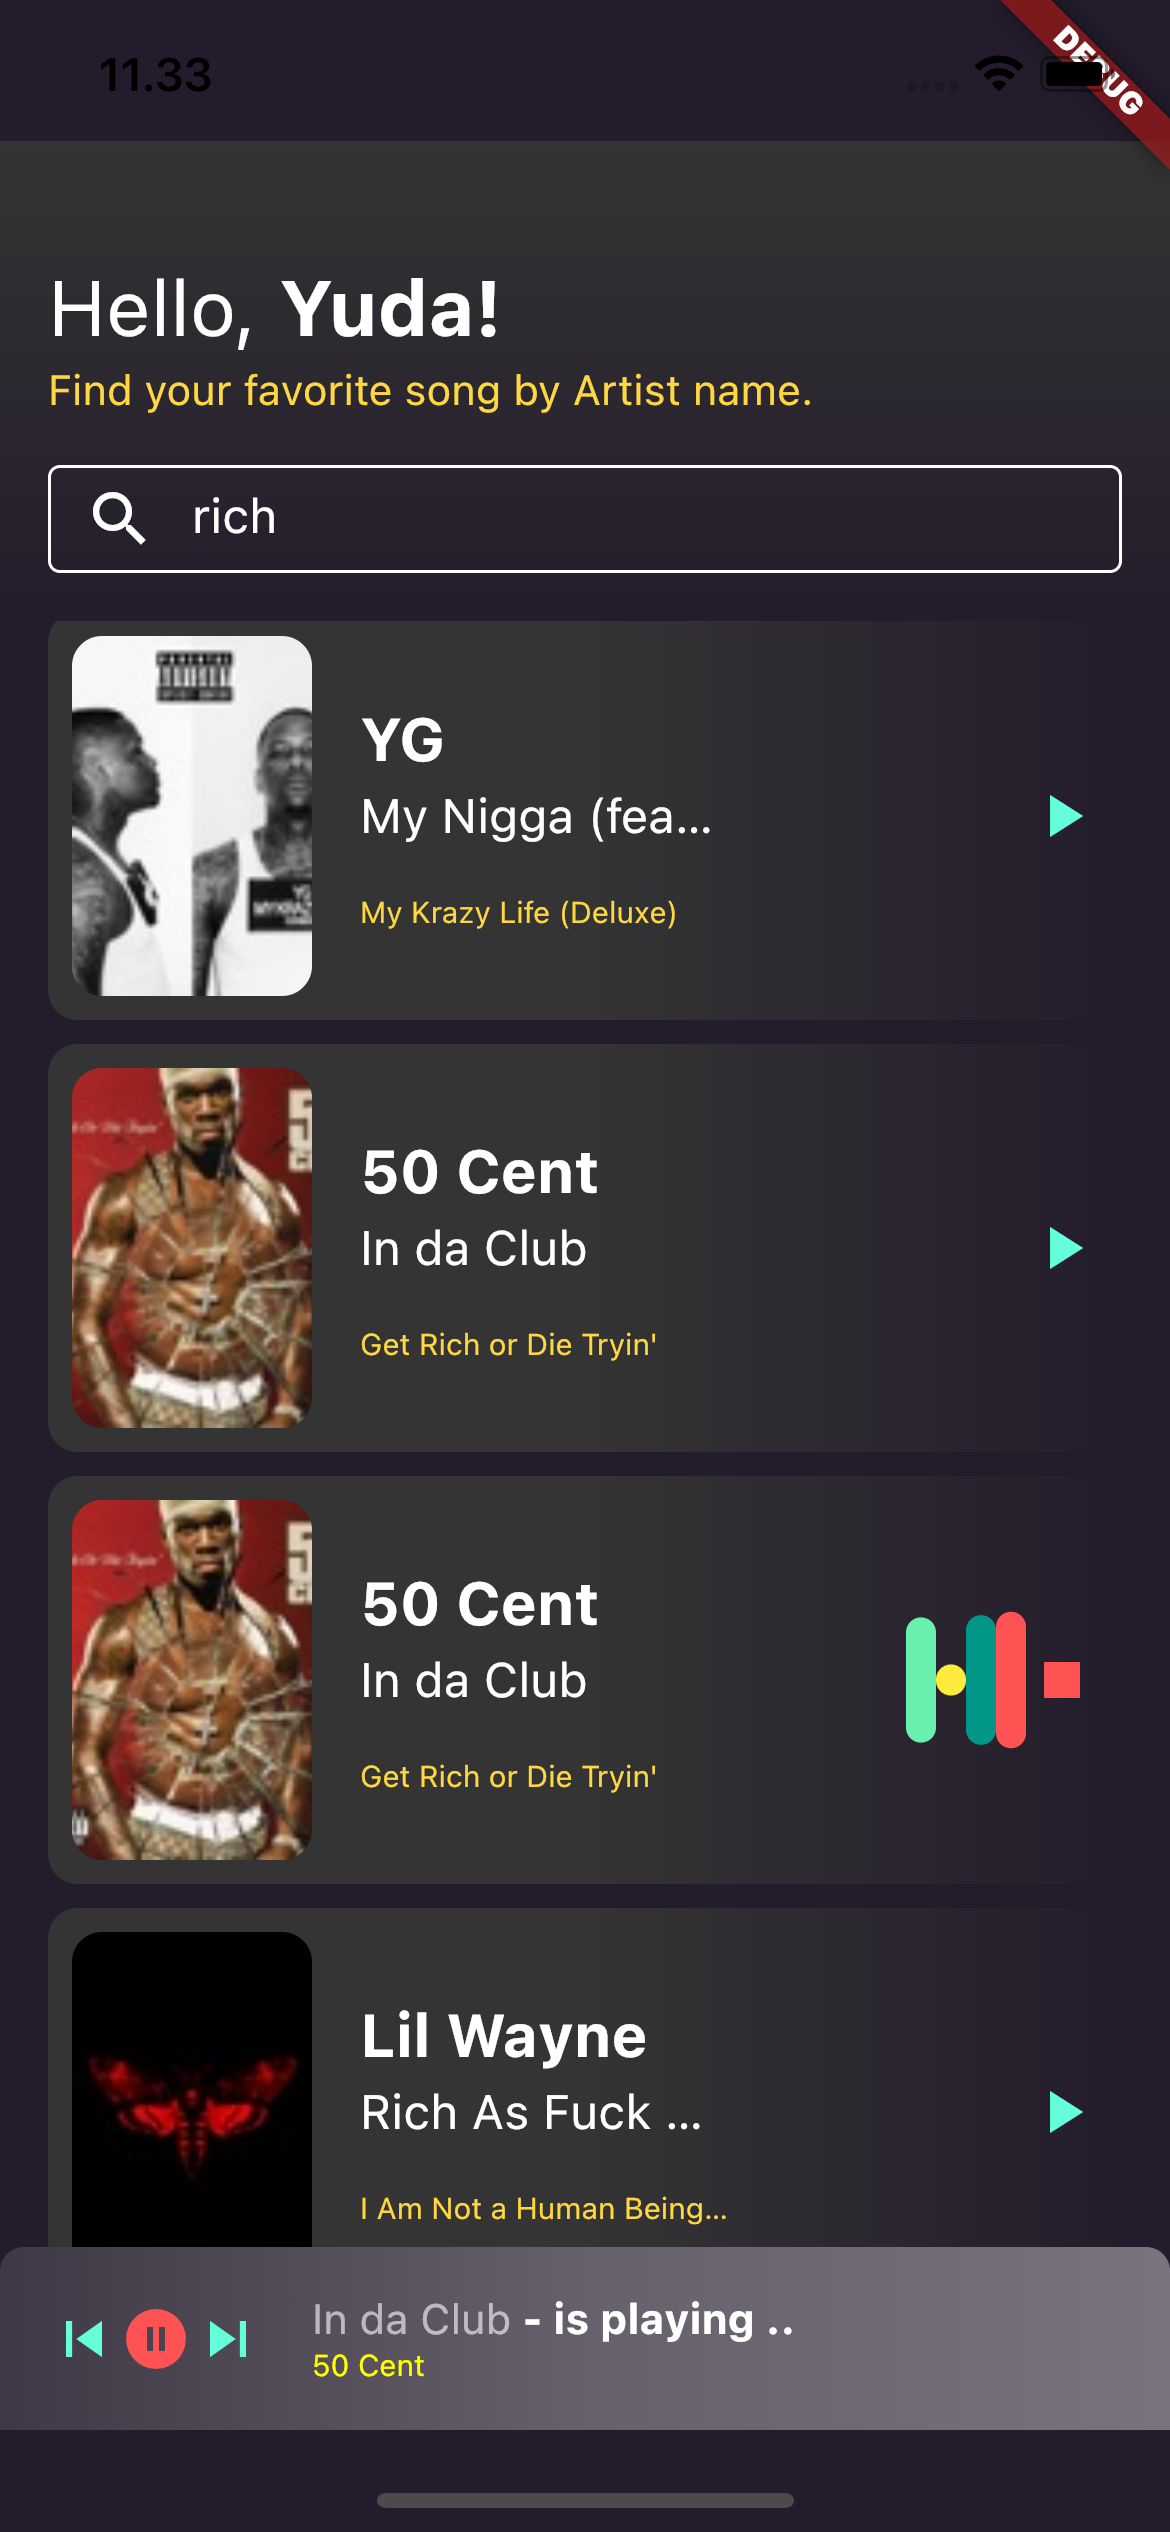 11.33
DEBUG
Hello, Yuda!
Find your favorite song by Artist name.
rich
PARENTAL
YG
My Nigga (fea...
My Krazy Life (Deluxe)
50 Cent
In da Club
Get Rich or Die Tryin'
50 Cent
In da Club
Get Rich or Die Tryin'
Lil Wayne
Rich As Fuck ...
I Am Not a Human Being...
In da Club - is playing ..
50 Cent